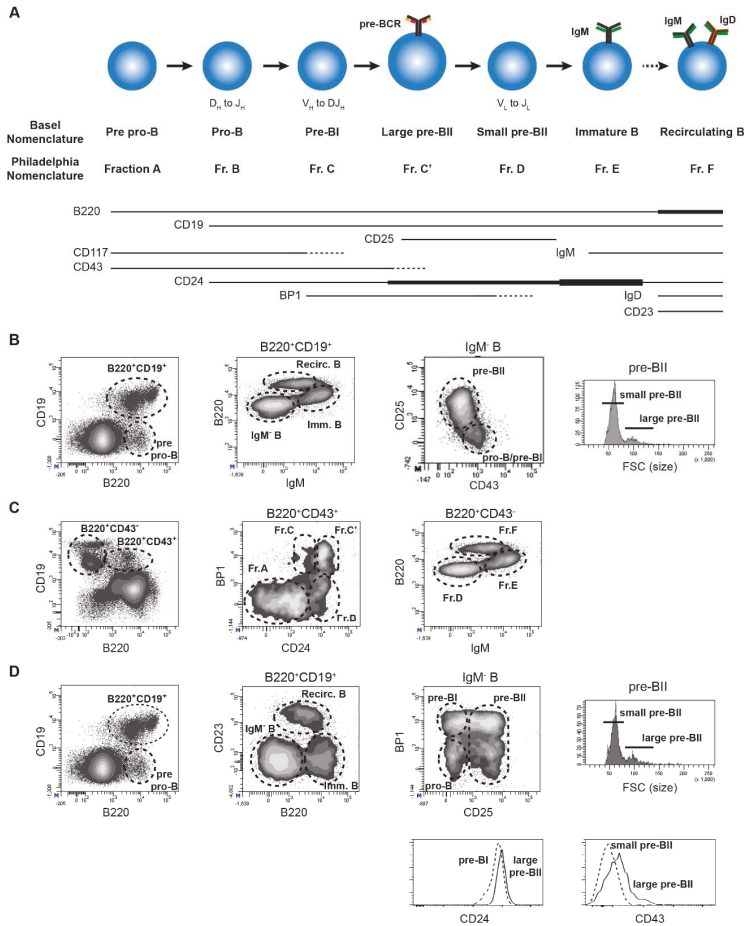 A
pre-BCR
IgM
IgM
IgD
DH to JH
VH to DJH
VL to JL
Basel Nomenclature
Pre pro-B
Pro-B
Pre-BI
Large pre-BII
Small pre-BII
Immature B
Recirculating B
Philadelphia Nomenclature
Fraction A
Fr. B
Fr. C
Fr. C'
Fr. D
Fr. E
Fr. F
B220
CD19
CD25
CD117
IgM
CD43
CD24
BP1
IgD
CD23
B
B220+CD19+
IgM- B
pre-BII
B220+CD19+
pre pro-B
CD19
B220
Recirc. B
IgM- B
Imm. B
B220
IgM
pre-BII
pro-B/pre-BI
CD25
CD43
small pre-BII
large pre-BII
FSC (size)
(x 1,000)
C
B220+CD43+
B220+CD43-
B220+CD43-
B220+CD43+
CD19
B220
Fr.C
Fr.C'
Fr.A
Fr.B
BP1
CD24
Fr.F
Fr.D
Fr.E
B220
IgM
D
B220+CD19+
IgM- B
pre-BII
B220+CD19+
pre pro-B
CD19
B220
Recirc. B
IgM- B
Imm. B
CD23
B220
pre-BI
pre-BII
pro-B
BP1
CD25
small pre-BII
large pre-BII
FSC (size)
(x 1,000)
pre-BI
large pre-BII
CD24
small pre-BII
large pre-BII
CD43